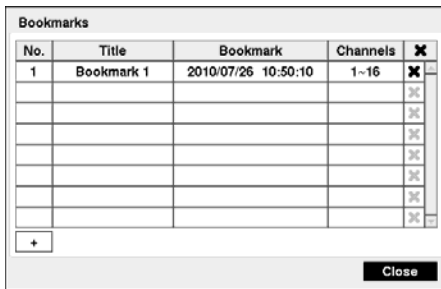 Bookmarks
No. Title Bookmark Channels ✖
1 Bookmark 1 2010/07/26 10:50:10 1~16 ✖
✖
✖
✖
✖
✖
✖
✖
+
Close